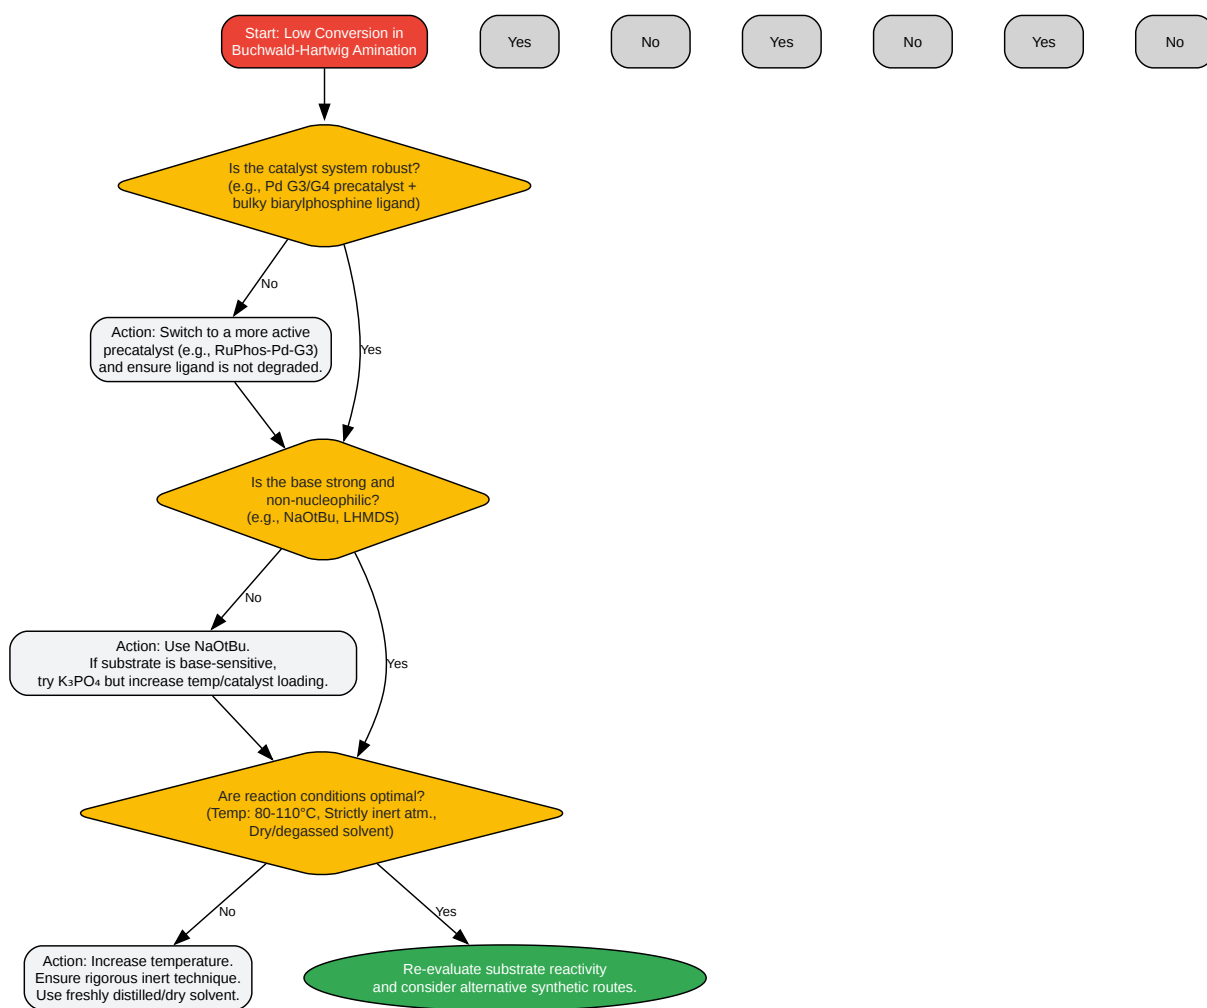 Start: Low Conversion in
Buchwald-Hartwig Amination
Yes
No
Yes
No
Yes
No
Is the catalyst system robust?
(e.g., Pd G3/G4 precatalyst +
bulky biarylphosphine ligand)
No
Yes
Action: Switch to a more active
precatalyst (e.g., RuPhos-Pd-G3)
and ensure ligand is not degraded.
Is the base strong and
non-nucleophilic?
(e.g., NaOtBu, LHMDS)
No
Yes
Action: Use NaOtBu.
If substrate is base-sensitive,
try K₃PO₄ but increase temp/catalyst loading.
Are reaction conditions optimal?
(Temp: 80-110°C, Strictly inert atm.,
Dry/degassed solvent)
No
Yes
Action: Increase temperature.
Ensure rigorous inert technique.
Use freshly distilled/dry solvent.
Re-evaluate substrate reactivity
and consider alternative synthetic routes.